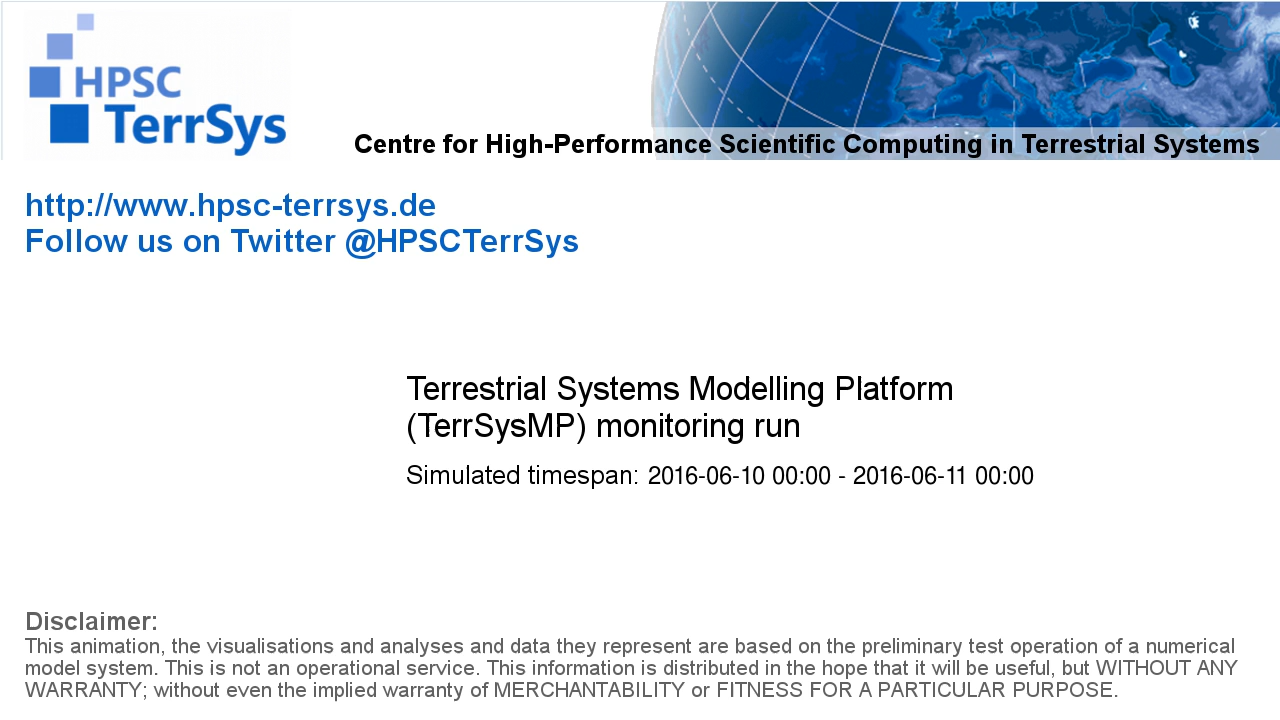 HPSC
TerrSys
Centre for High-Performance Scientific Computing in Terrestrial Systems
http://www.hpsc-terrsys.de
Follow us on Twitter @HPSCTerrSys
Terrestrial Systems Modelling Platform
(TerrSysMP) monitoring run
Simulated timespan: 2016-06-10 00:00 - 2016-06-11 00:00
Disclaimer:
This animation, the visualisations and analyses and data they represent are based on the preliminary test operation of a numerical
model system. This is not an operational service. This information is distributed in the hope that it will be useful, but WITHOUT ANY
WARRANTY; without even the implied warranty of MERCHANTABILITY or FITNESS FOR A PARTICULAR PURPOSE.